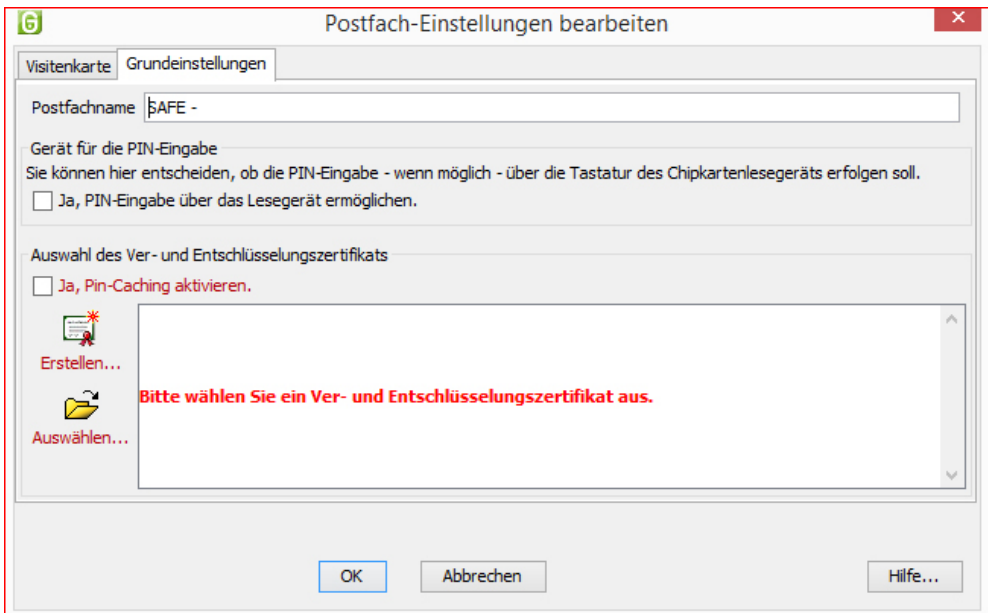 Postfach-Einstellungen bearbeiten
Visitenkarte
Grundeinstellungen
Postfachname
SAFE -
Gerät für die PIN-Eingabe
Sie können hier entscheiden, ob die PIN-Eingabe - wenn möglich - über die Tastatur des Chipkartenlesegeräts erfolgen soll.
Ja, PIN-Eingabe über das Lesegerät ermöglichen.
Auswahl des Ver- und Entschlüsselungszertifikats
Ja, Pin-Caching aktivieren.
Erstellen...
Bitte wählen Sie ein Ver- und Entschlüsselungszertifikat aus.
Auswählen...
OK
Abbrechen
Hilfe...